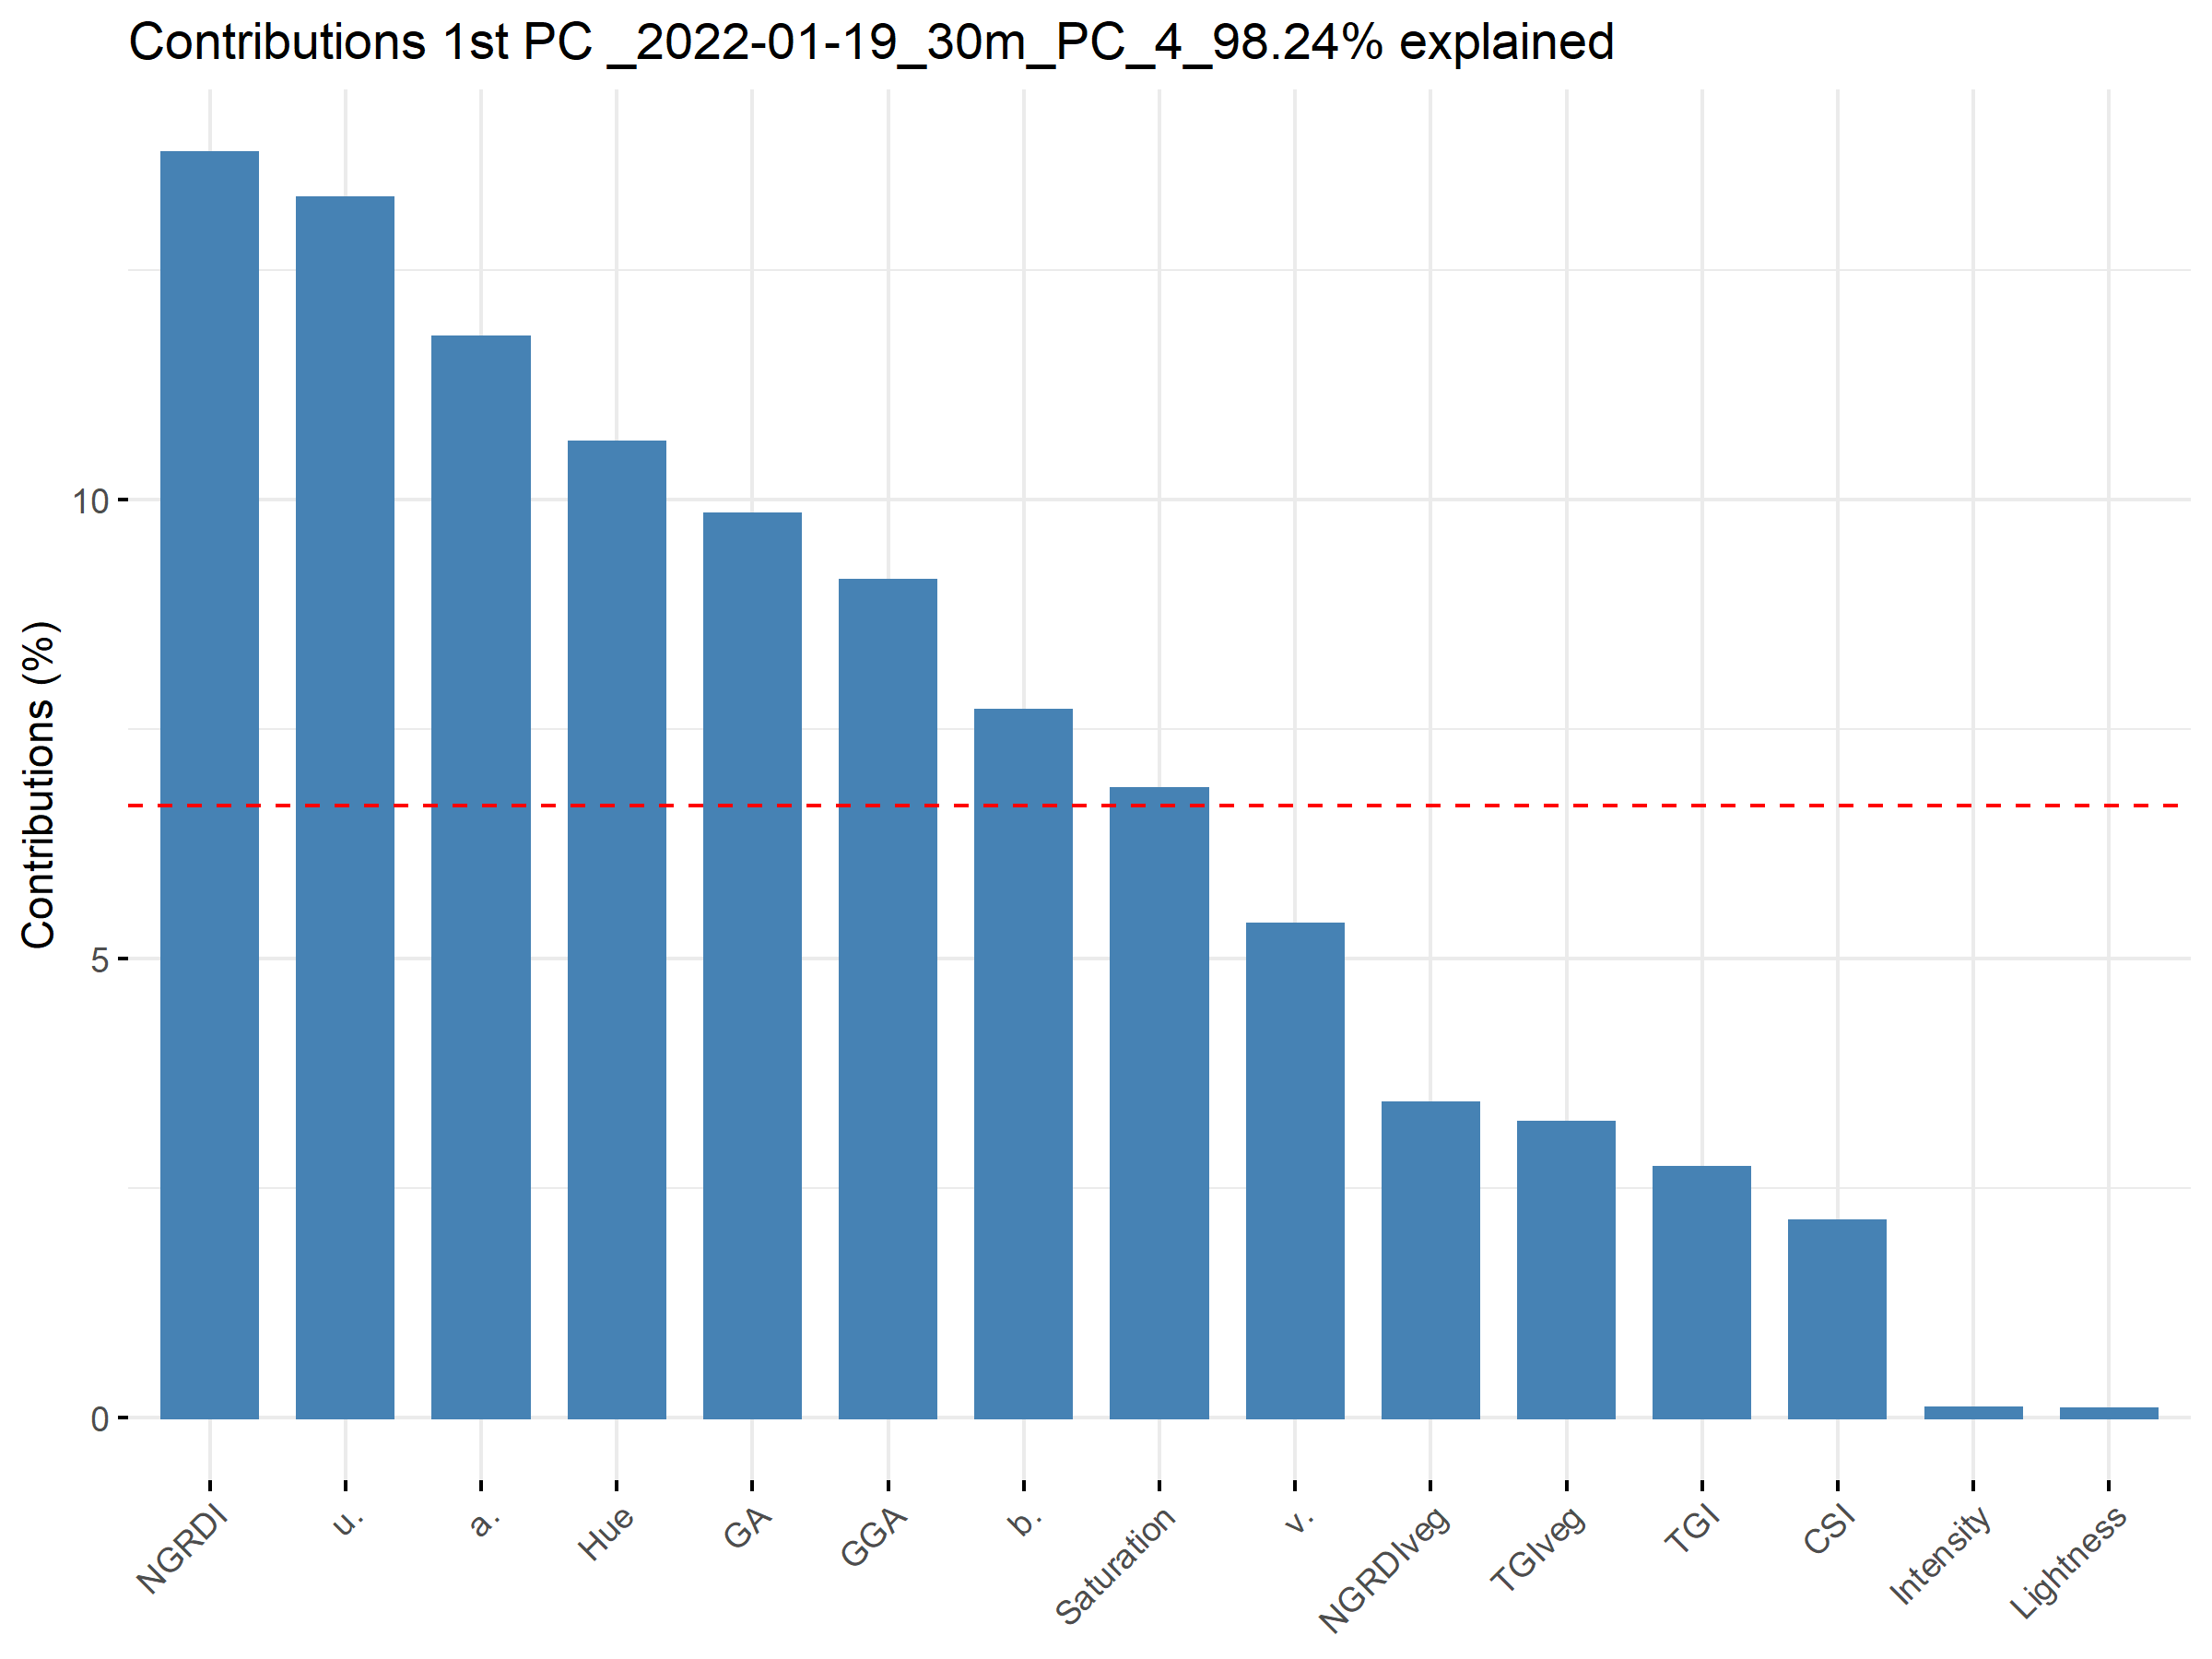 Contributions 1st PC _2022-01-19_30m_PC_4_98.24% explained
Contributions (%)
10
5
0
NGRDI
u.
a.
Hue
GA
GGA
b.
Saturation
v.
NGRDIveg
TGIveg
TGI
CSI
Intensity
Lightness